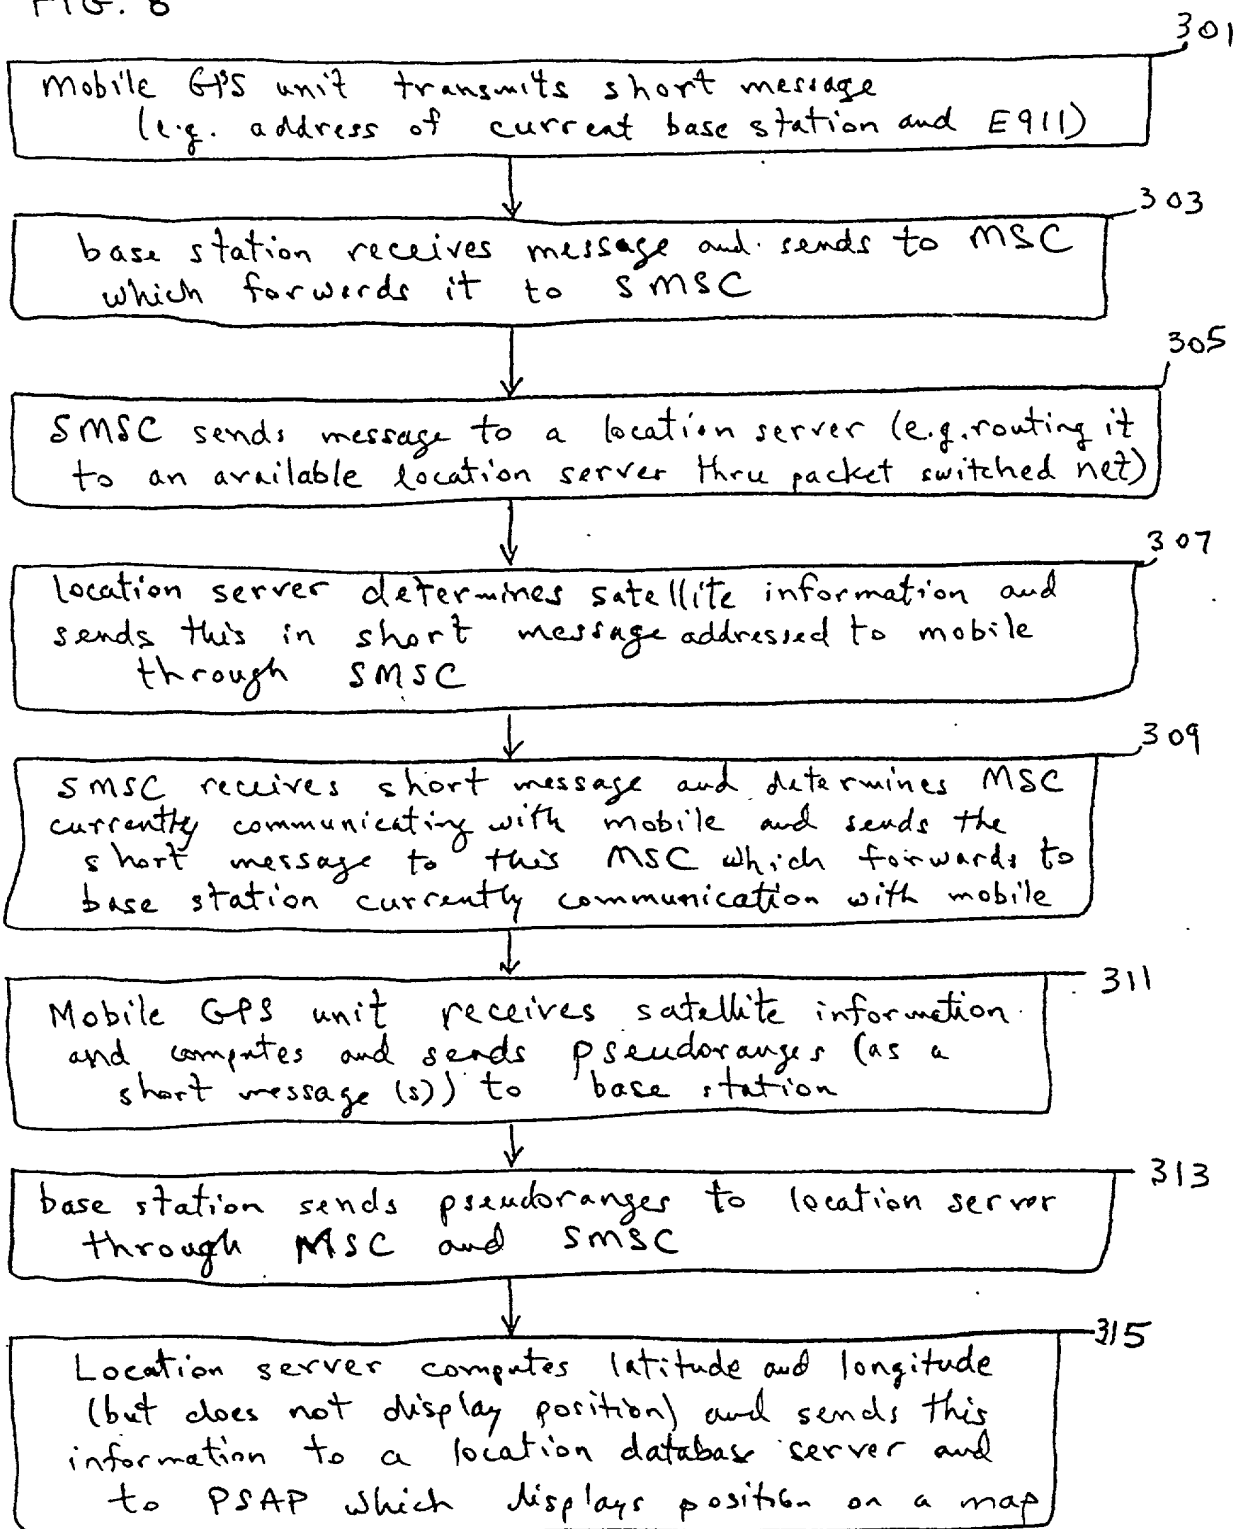 FIG. 8
301
Mobile GPS unit transmits short message
(e.g. address of current base station and E911)
303
base station receives message and sends to MSC
which forwards it to SMSC
305
SMSC sends message to a location server (e.g. routing it
to an available location server thru packet switched net)
307
location server determines satellite information and
sends this in short message addressed to mobile
through SMSC
309
SMSC receives short message and determines MSC
currently communicating with mobile and sends the
short message to this MSC which forwards to
base station currently communication with mobile
311
Mobile GPS unit receives satellite information
and computes and sends pseudoranges (as a
short message (s)) to base station
313
base station sends pseudoranges to location server
through MSC and SMSC
315
Location server computes latitude and longitude
(but does not display position) and sends this
information to a location database server and
to PSAP which displays position on a map